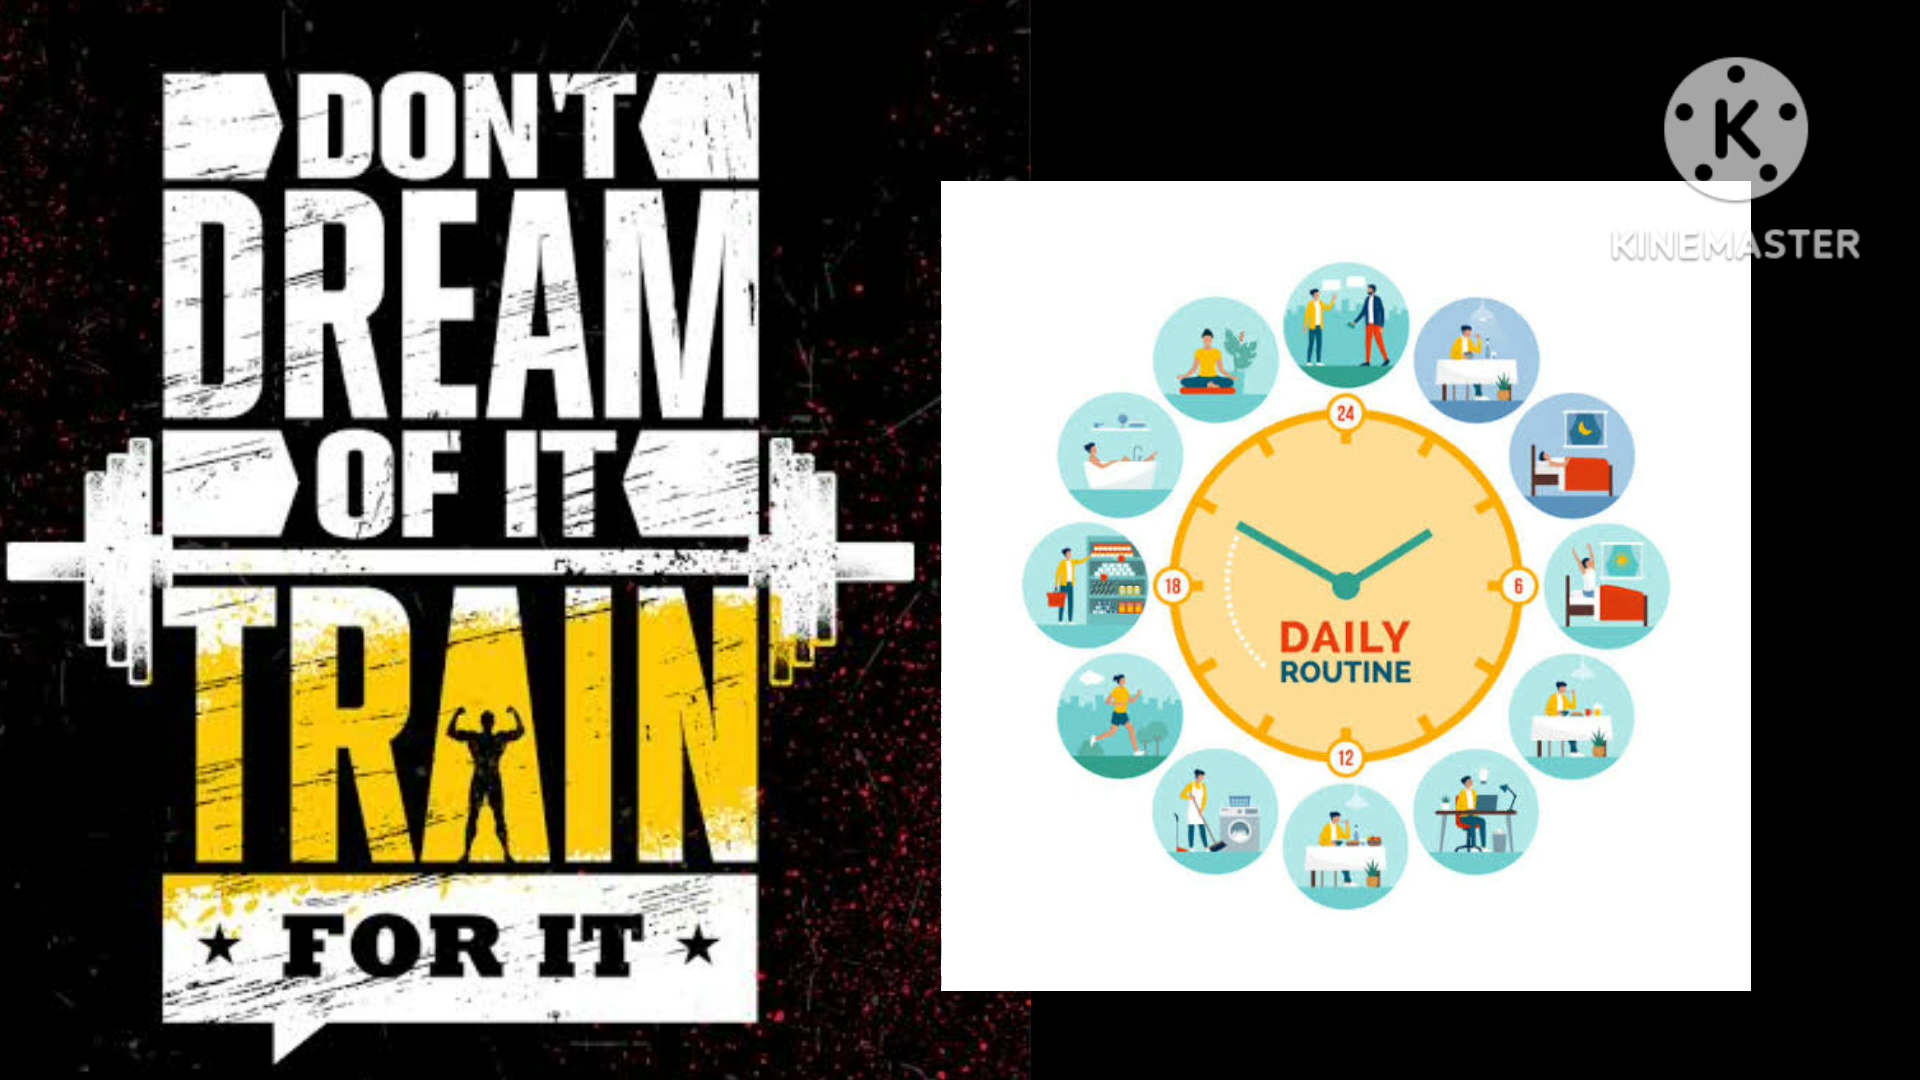 DON'T
DREAM
OF IT
TRAIN
★ FOR IT ★
K
KINEMASTER
24
18
6
DAILY
ROUTINE
12